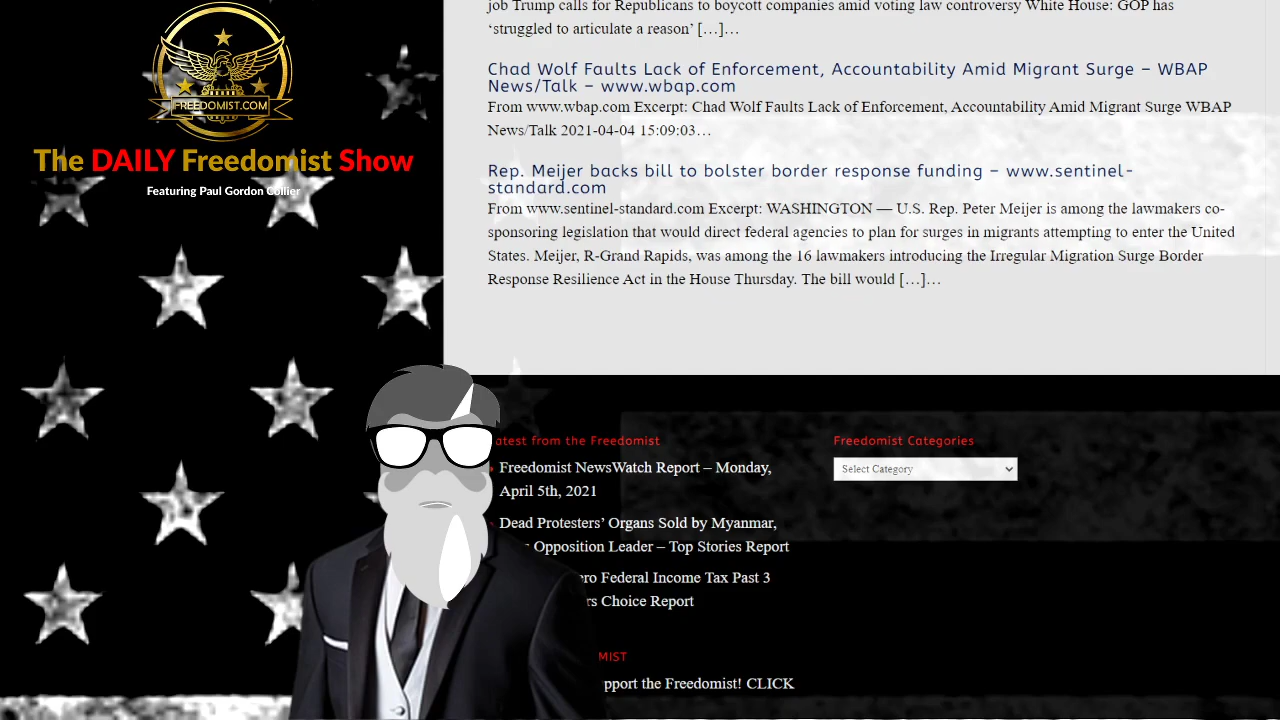 FREEDOMIST.COM
The DAILY Freedomist Show
Featuring Paul Gordon Collier
job Trump calls for Republicans to boycott companies amid voting law controversy White House: GOP has
‘struggled to articulate a reason’ […]…
Chad Wolf Faults Lack of Enforcement, Accountability Amid Migrant Surge – WBAP
News/Talk – www.wbap.com
From www.wbap.com Excerpt: Chad Wolf Faults Lack of Enforcement, Accountability Amid Migrant Surge WBAP
News/Talk 2021-04-04 15:09:03…
Rep. Meijer backs bill to bolster border response funding – www.sentinel-
standard.com
From www.sentinel-standard.com Excerpt: WASHINGTON — U.S. Rep. Peter Meijer is among the lawmakers co-
sponsoring legislation that would direct federal agencies to plan for surges in migrants attempting to enter the United
States. Meijer, R-Grand Rapids, was among the 16 lawmakers introducing the Irregular Migration Surge Border
Response Resilience Act in the House Thursday. The bill would […]…
atest from the Freedomist
Freedomist NewsWatch Report – Monday,
April 5th, 2021
Dead Protesters’ Organs Sold by Myanmar,
Opposition Leader – Top Stories Report
ero Federal Income Tax Past 3
rs Choice Report
MIST
pport the Freedomist! CLICK
Freedomist Categories
Select Category